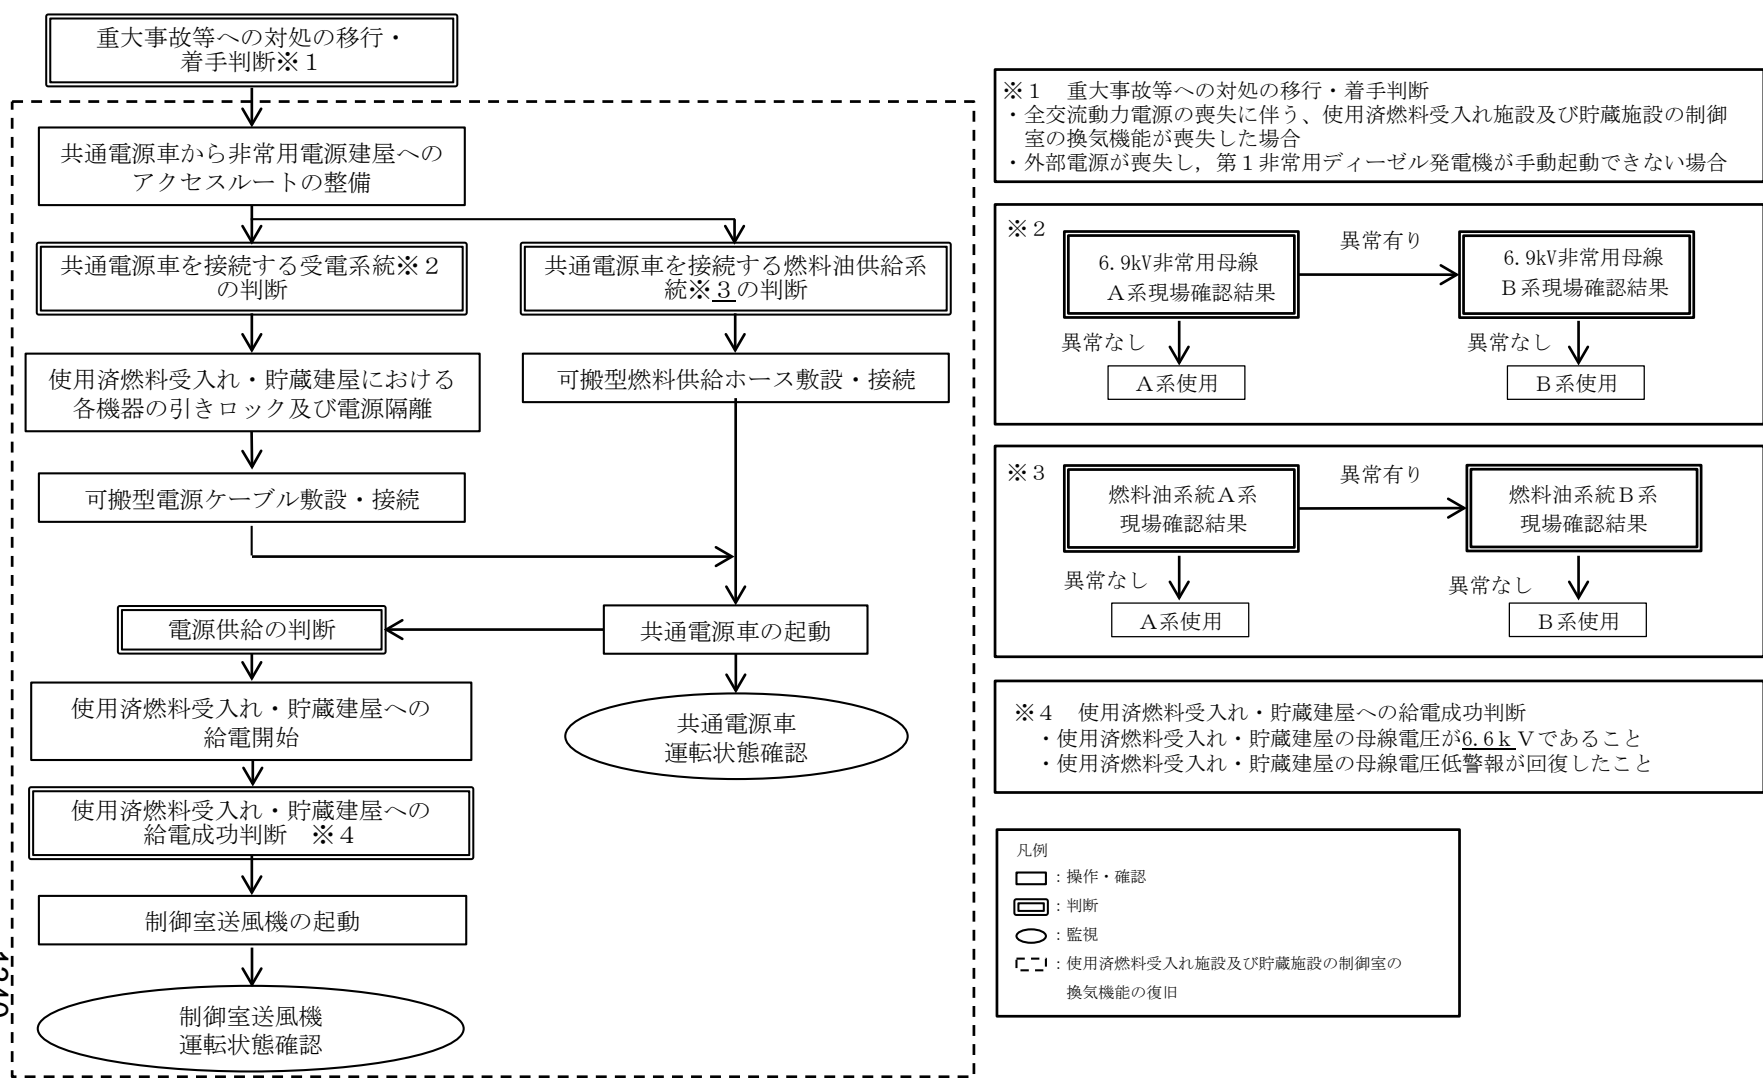 重大事故等への対処の移行・
着手判断※１
共通電源車から非常用電源建屋への
アクセスルートの整備
共通電源車を接続する受電系統※２
の判断
共通電源車を接続する燃料油供給系
統※３の判断
使用済燃料受入れ・貯蔵建屋における
各機器の引きロック及び電源隔離
可搬型燃料供給ホース敷設・接続
可搬型電源ケーブル敷設・接続
電源供給の判断
共通電源車の起動
使用済燃料受入れ・貯蔵建屋への
給電開始
共通電源車
運転状態確認
使用済燃料受入れ・貯蔵建屋への
給電成功判断　※４
制御室送風機の起動
制御室送風機
運転状態確認
※１　重大事故等への対処の移行・着手判断
・全交流動力電源の喪失に伴う、使用済燃料受入れ施設及び貯蔵施設の制御
室の換気機能が喪失した場合
・外部電源が喪失し，第１非常用ディーゼル発電機が手動起動できない場合
※２
6.9kV非常用母線
Ａ系現場確認結果
異常有り
6.9kV非常用母線
Ｂ系現場確認結果
異常なし
異常なし
Ａ系使用
Ｂ系使用
※３
燃料油系統Ａ系
現場確認結果
異常有り
燃料油系統Ｂ系
現場確認結果
異常なし
異常なし
Ａ系使用
Ｂ系使用
※４　使用済燃料受入れ・貯蔵建屋への給電成功判断
・使用済燃料受入れ・貯蔵建屋の母線電圧が6.6ｋＶであること
・使用済燃料受入れ・貯蔵建屋の母線電圧低警報が回復したこと
凡例
：操作・確認
：判断
：監視
：使用済燃料受入れ施設及び貯蔵施設の制御室の
換気機能の復旧